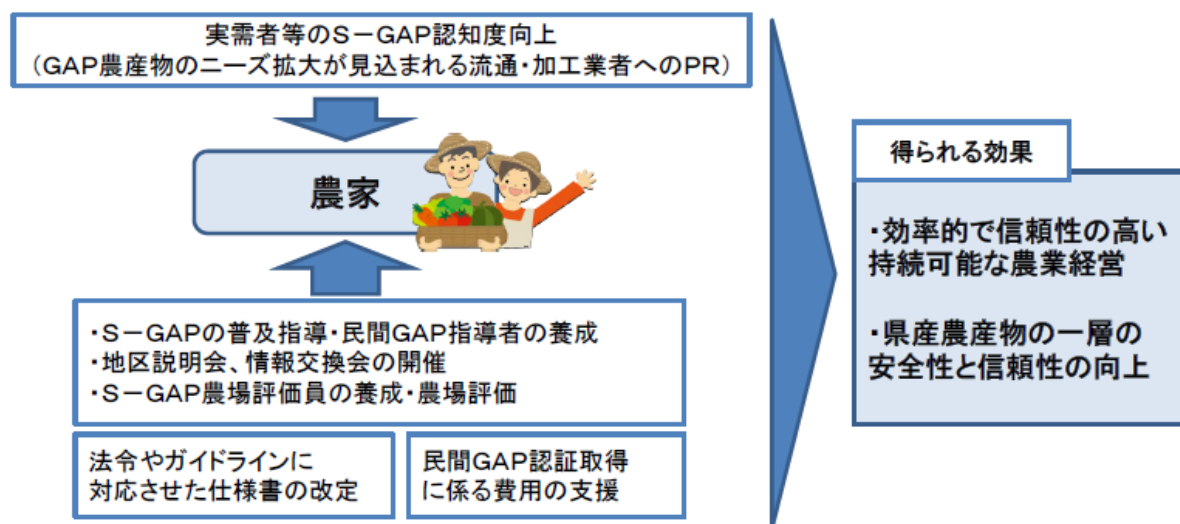 実需者等のS－GAP認知度向上
（GAP農産物のニーズ拡大が見込まれる流通・加工業者へのPR）
農家
・S－GAPの普及指導・民間GAP指導者の養成
・地区説明会、情報交換会の開催
・S－GAP農場評価員の養成・農場評価
法令やガイドラインに
対応させた仕様書の改定
民間GAP認証取得
に係る費用の支援
得られる効果
・効率的で信頼性の高い
持続可能な農業経営
・県産農産物の一層の
安全性と信頼性の向上